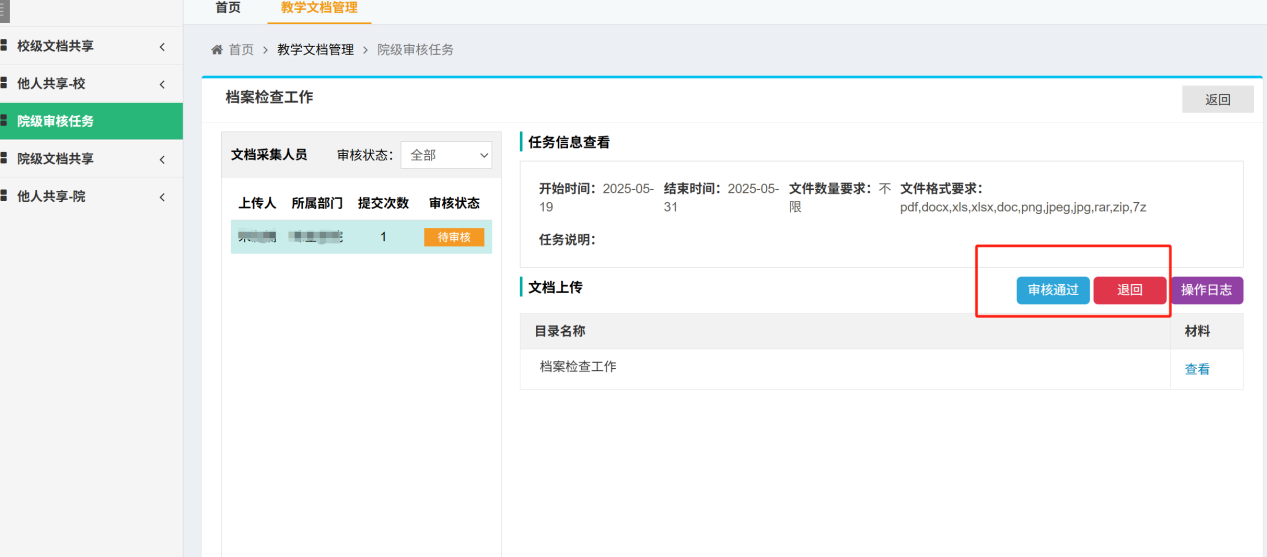 首页 教学文档管理
校级文档共享
他人共享-校
院级审核任务
院级文档共享
他人共享-院
首页 > 教学文档管理 > 院级审核任务
档案检查工作
返回
文档采集人员 审核状态： 全部
上传人 所属部门 提交次数 审核状态
1 待审核
任务信息查看
开始时间：2025-05-19
结束时间：2025-05-31
文件数量要求：不限
文件格式要求：
pdf,docx,xls,xlsx,doc,png,jpeg,jpg,rar,zip,7z
任务说明：
文档上传
审核通过 退回 操作日志
目录名称 材料
档案检查工作 查看